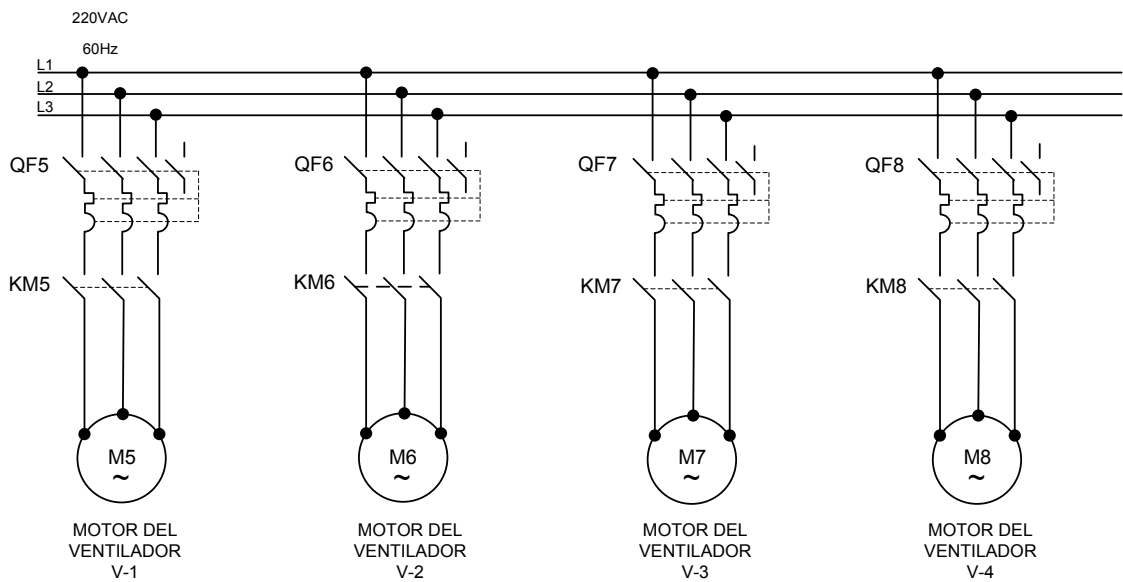 220VAC
60Hz
L1
L2
L3
QF5
QF6
QF7
QF8
KM5
KM6
KM7
KM8
M5
~
M6
~
M7
~
M8
~
MOTOR DEL
VENTILADOR
V-1
MOTOR DEL
VENTILADOR
V-2
MOTOR DEL
VENTILADOR
V-3
MOTOR DEL
VENTILADOR
V-4